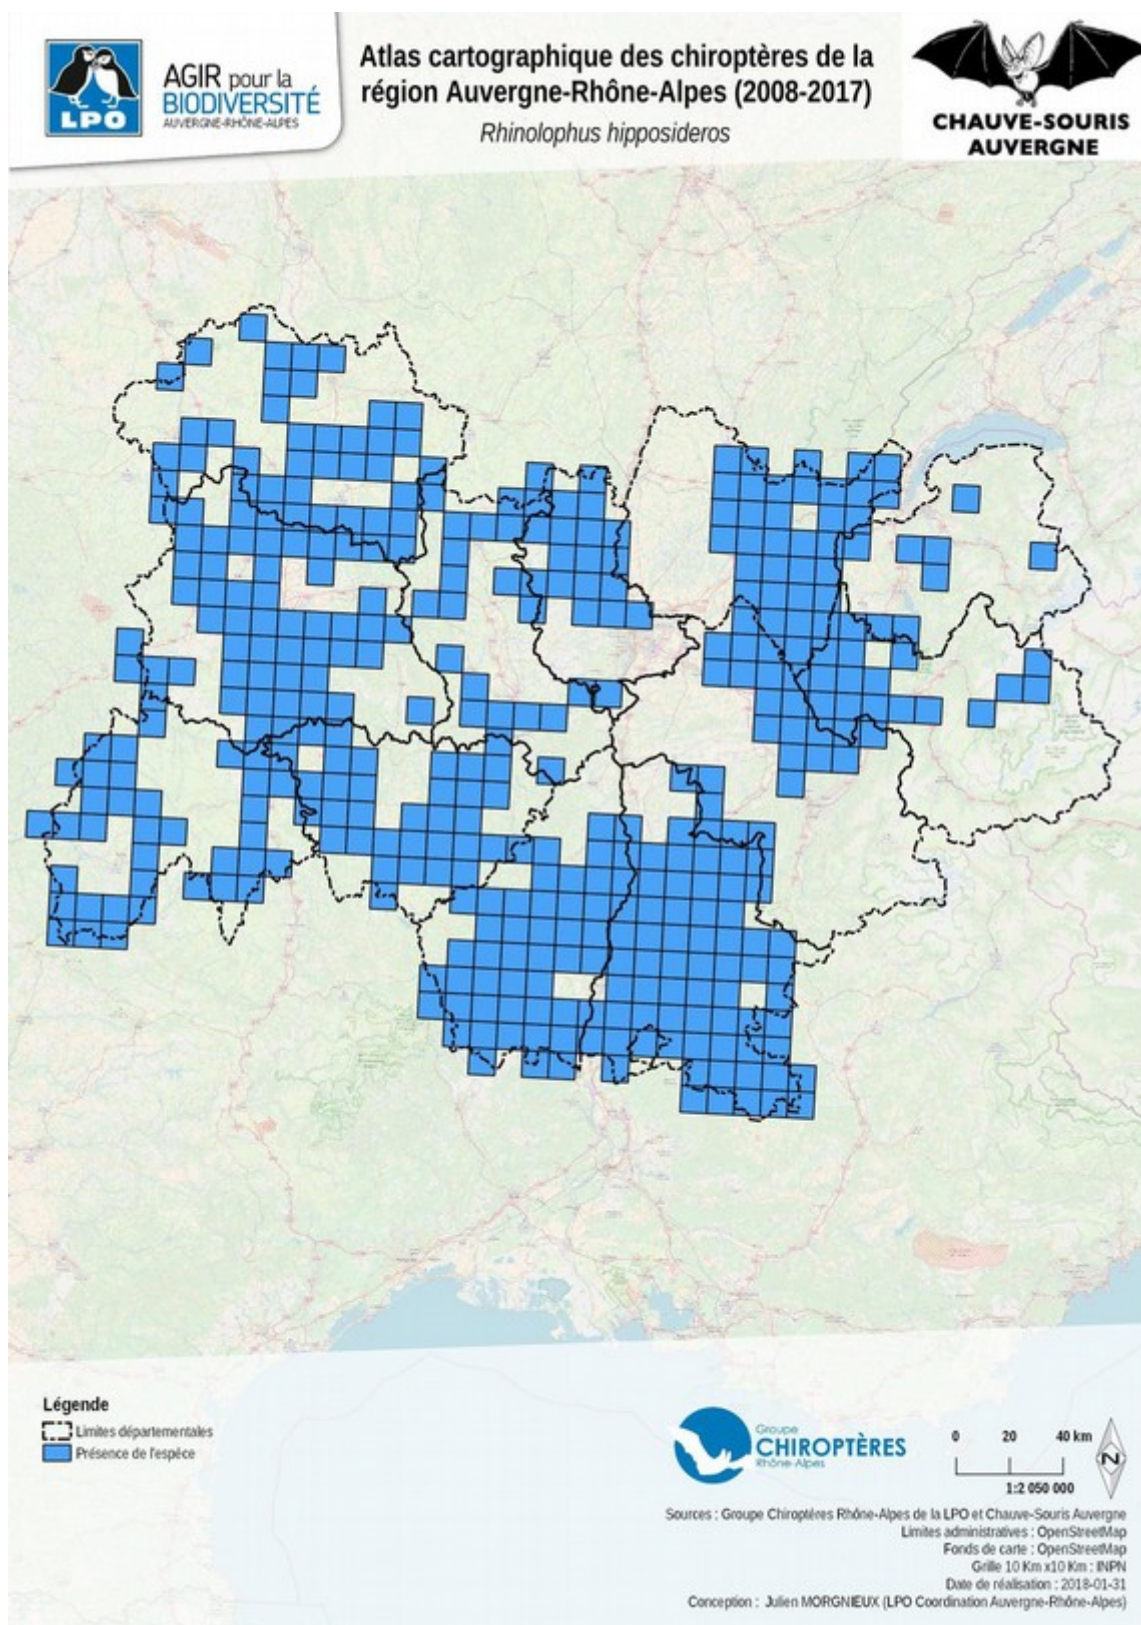 LPO
AGIR pour la
BIODIVERSITÉ
AUVERGNE-RHÔNE-ALPES
Atlas cartographique des chiroptères de la
région Auvergne-Rhône-Alpes (2008-2017)
Rhinolophus hipposideros
CHAUVE-SOURIS
AUVERGNE
Légende
Limites départementales
Présence de l'espèce
Groupe
CHIROPTÈRES
Rhône-Alpes
0 20 40 km
1:2 050 000
N
Sources : Groupe Chiroptères Rhône-Alpes de la LPO et Chauve-Souris Auvergne
Limites administratives : OpenStreetMap
Fonds de carte : OpenStreetMap
Grille 10 Km x10 Km : INPN
Date de réalisation : 2018-01-31
Conception : Julien MORGNIEUX (LPO Coordination Auvergne-Rhône-Alpes)